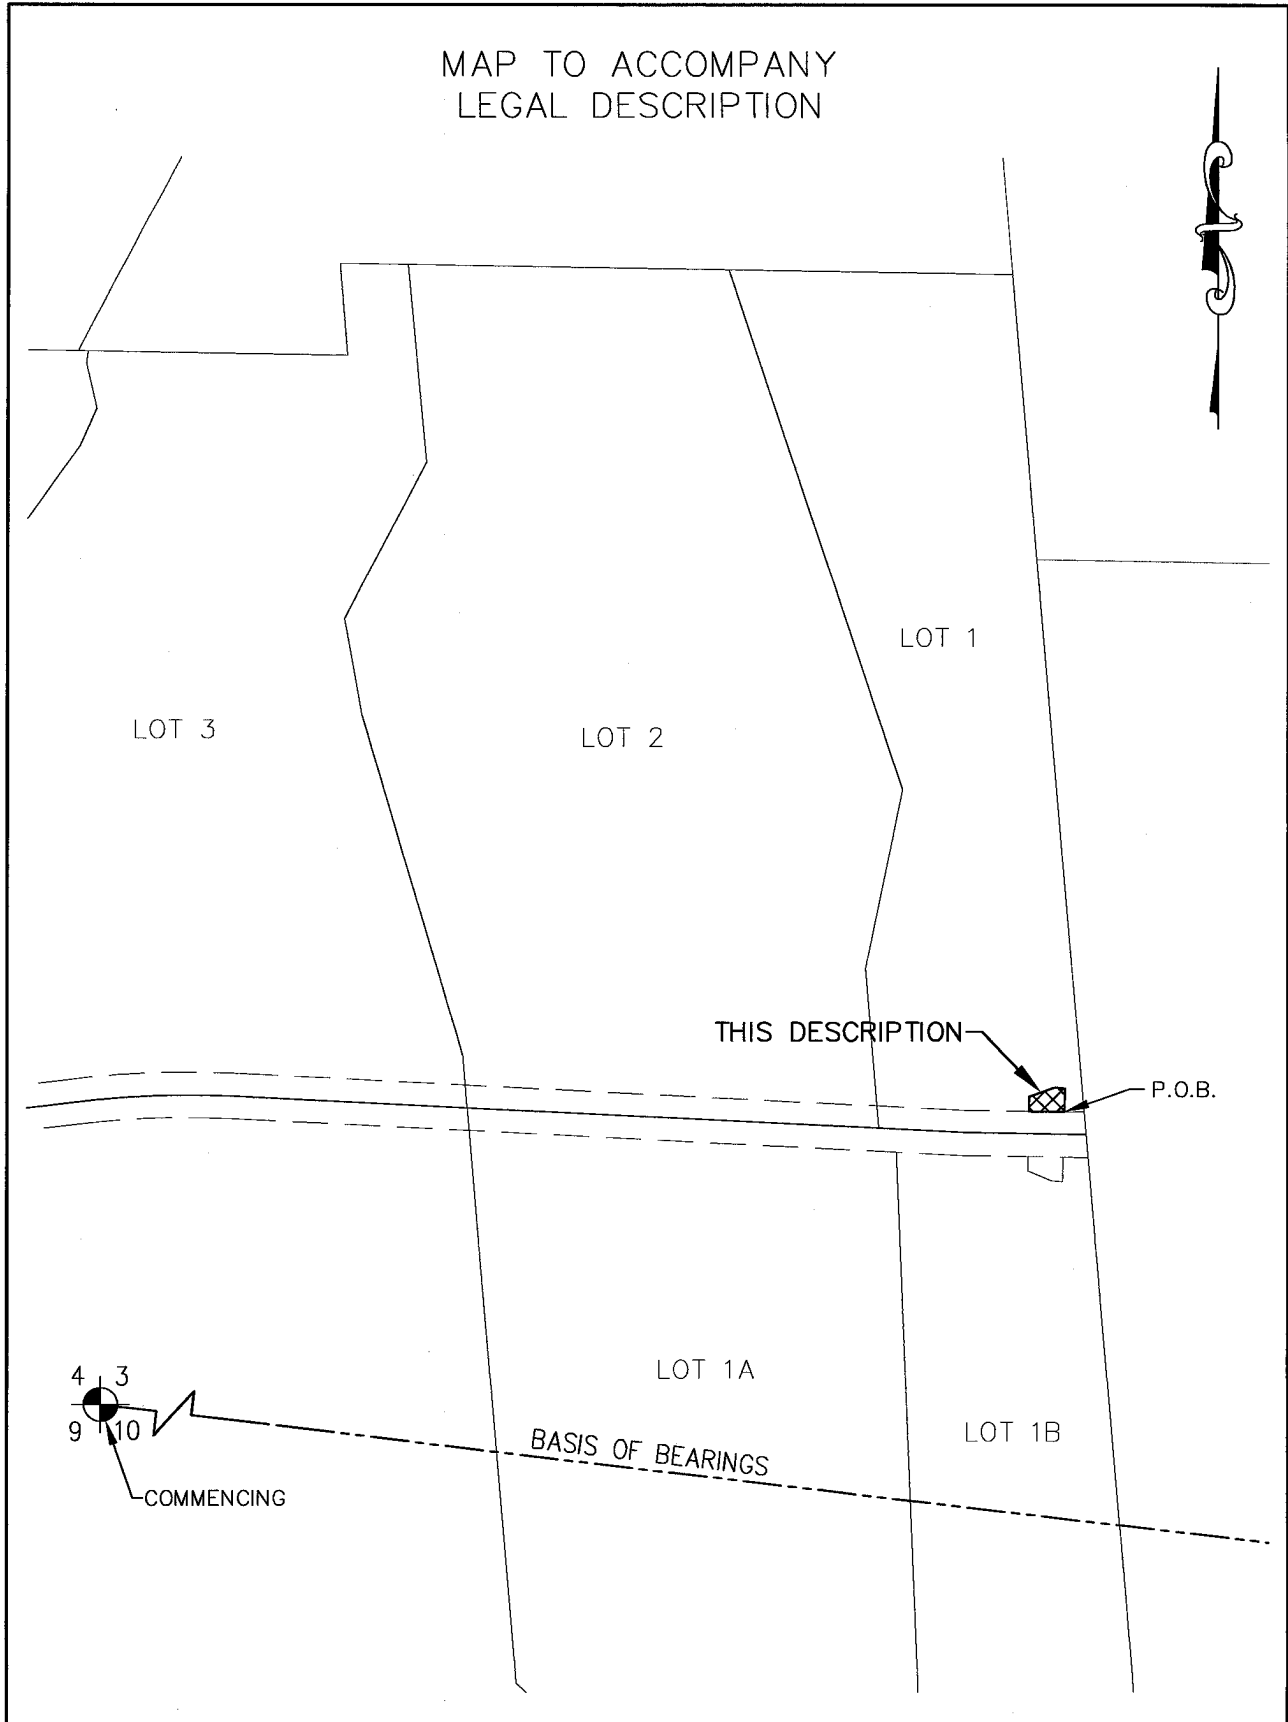 MAP TO ACCOMPANY
LEGAL DESCRIPTION
LOT 1
LOT 3
LOT 2
THIS DESCRIPTION
P.O.B.
LOT 1A
4 3
9 10
LOT 1B
BASIS OF BEARINGS
COMMENCING